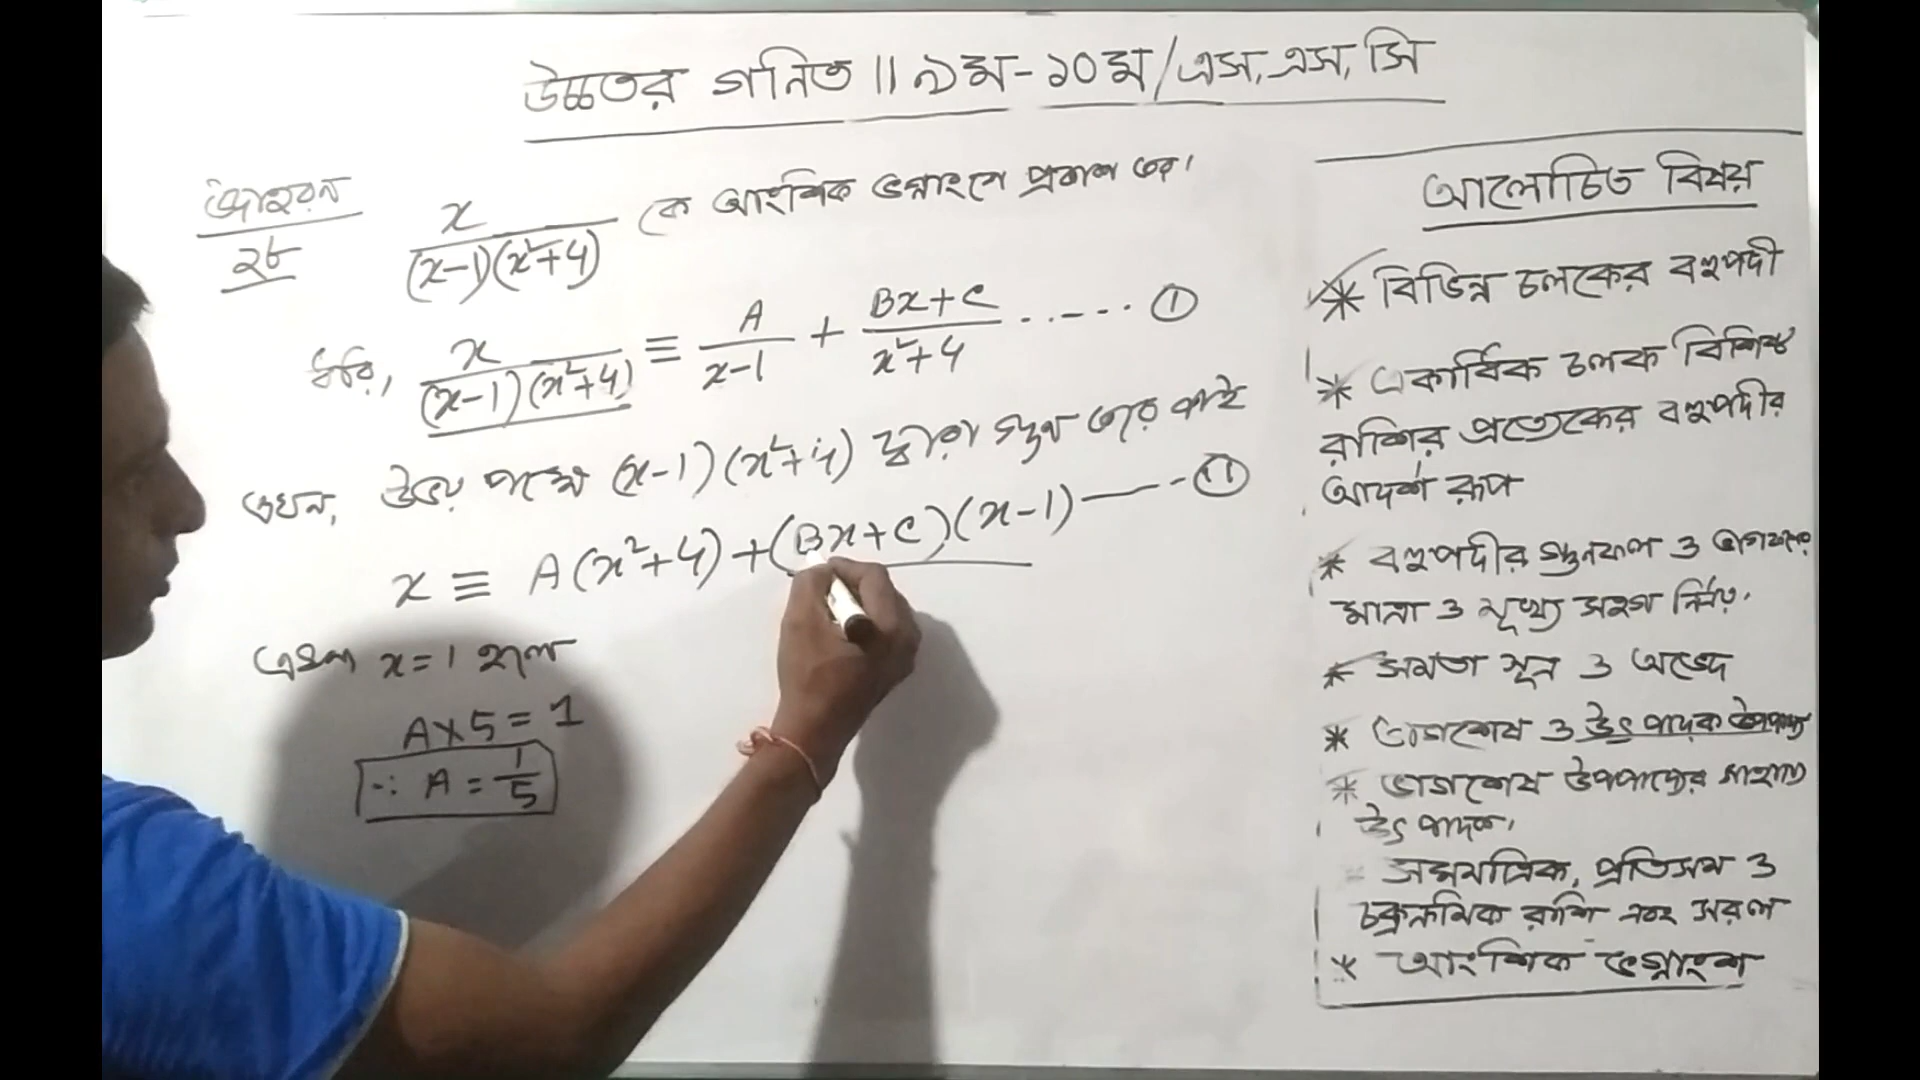 উচ্চতর গনিত || ৯ম-১০ম/এস,এস,সি
উদাহরন
২৮
x/(x-1)(x²+4) কে আংশিক ভগ্নাংশে প্রকাশ কর।
ধরি, x/(x-1)(x²+4) ≡ A/(x-1) + (Bx+C)/(x²+4) ...... ①
এখন, উভয় পক্ষে (x-1)(x²+4) দ্বারা গুন করে পাই
x ≡ A(x²+4)+(Bx+C)(x-1) ----- ⑪
এখন x=1 হলে
A×5=1
∴ A = 1/5
আলোচিত বিষয়
* বিভিন্ন চলকের বহুপদী
* একাধিক চলক বিশিষ্ট
রাশির প্রত্যেকের বহুপদীর
আদর্শ রূপ
* বহুপদীর গুনফল ও ভাগফলের
মাত্রা ও মূখ্য সহগ নির্নয়।
* সমতা সূত্র ও অভেদ
* ভাগশেষ ও উৎপাদক উপপাদ্য
* ভাগশেষ উপপাদ্যের সাহায্যে
উৎপাদক।
সমমাত্রিক, প্রতিসম ও
চক্রক্রমিক রাশি এবং সরল
* আংশিক ভগ্নাংশ